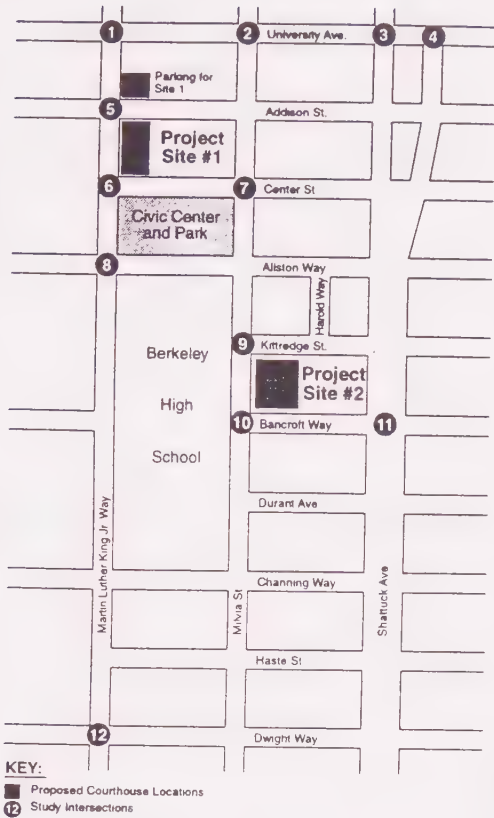 1
2
University Ave.
3
4
Parking for
Site 1
5
Addison St.
Project
Site #1
6
7
Center St
Civic Center
and Park
8
Allston Way
Harold Way
9
Kittredge St.
Berkeley
High
School
Project
Site #2
10
Bancroft Way
11
Durant Ave
Martin Luther King Jr. Way
Milvia St
Shattuck Ave
Channing Way
Haste St
12
Dwight Way
KEY:
Proposed Courthouse Locations
12 Study Intersections